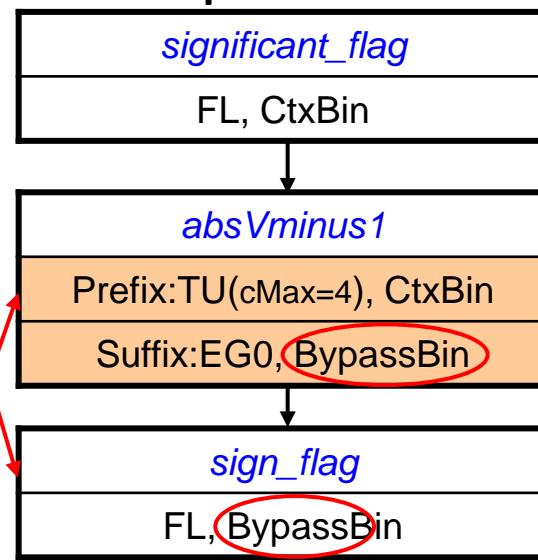 significant_flag
FL, CtxBin
absVminus1
Prefix:TU(cMax=4), CtxBin
Suffix:EG0, BypassBin
sign_flag
FL, BypassBin